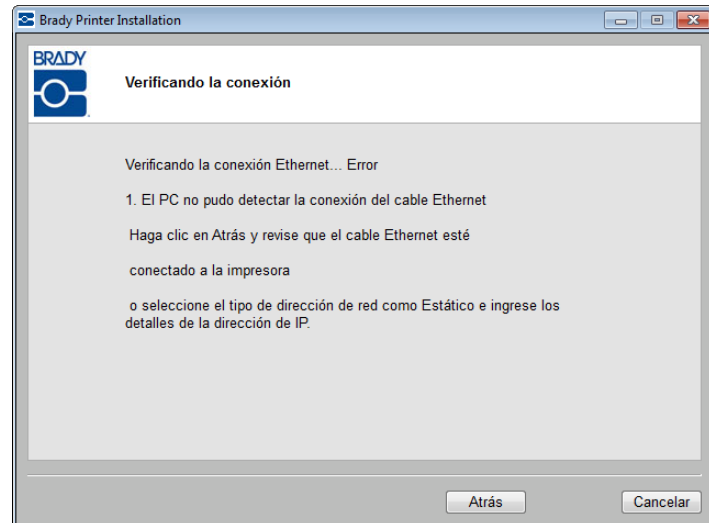 Brady Printer Installation
BRADY
Verificando la conexión
Verificando la conexión Ethernet... Error
1. El PC no pudo detectar la conexión del cable Ethernet
Haga clic en Atrás y revise que el cable Ethernet esté
conectado a la impresora
o seleccione el tipo de dirección de red como Estático e ingrese los
detalles de la dirección de IP.
Atrás
Cancelar